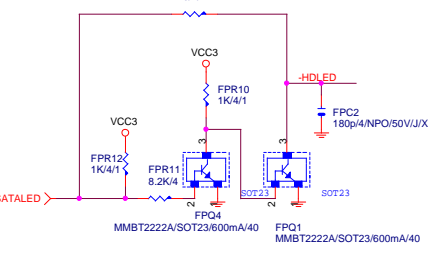 VCC3
-HDLED
FPR10
1K/4/1
FPC2
180p/4/NPO/50V/J/X
VCC3
3
3
FPR12
1K/4/1
FPR11
8.2K/4
SOT23
SOT23
ATALED
2
1
2
1
FPQ4
MMBT2222A/SOT23/600mA/40
FPQ1
MMBT2222A/SOT23/600mA/40